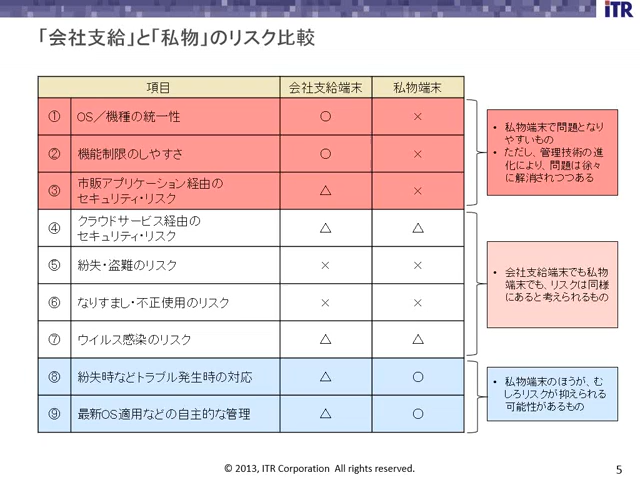 iTR
「会社支給」と「私物」のリスク比較
項目 会社支給端末 私物端末
① OS／機種の統一性 ○ ×
② 機能制限のしやすさ ○ ×
③ 市販アプリケーション経由の
セキュリティ・リスク △ ×
④ クラウドサービス経由の
セキュリティ・リスク △ △
⑤ 紛失・盗難のリスク × ×
⑥ なりすまし・不正使用のリスク × ×
⑦ ウイルス感染のリスク △ △
⑧ 紛失時などトラブル発生時の対応 △ ○
⑨ 最新OS適用などの自主的な管理 △ ○
• 私物端末で問題となり
やすいもの
• ただし、管理技術の進
化により、問題は徐々
に解消されつつある
• 会社支給端末でも私物
端末でも、リスクは同様
にあると考えられるもの
• 私物端末のほうが、む
しろリスクが抑えられる
可能性があるもの
© 2013, ITR Corporation All rights reserved.
5